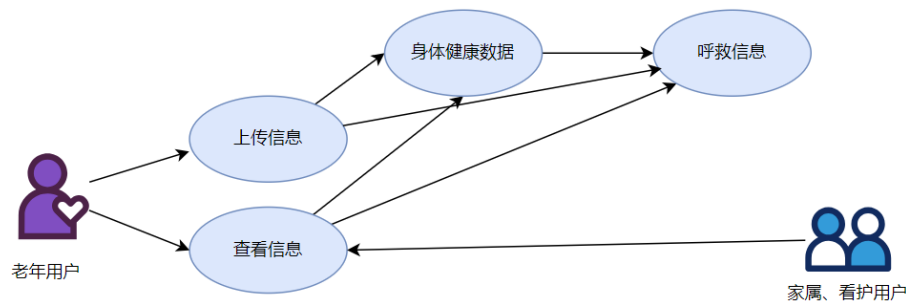 身体健康数据
呼救信息
上传信息
查看信息
老年用户
家属、看护用户